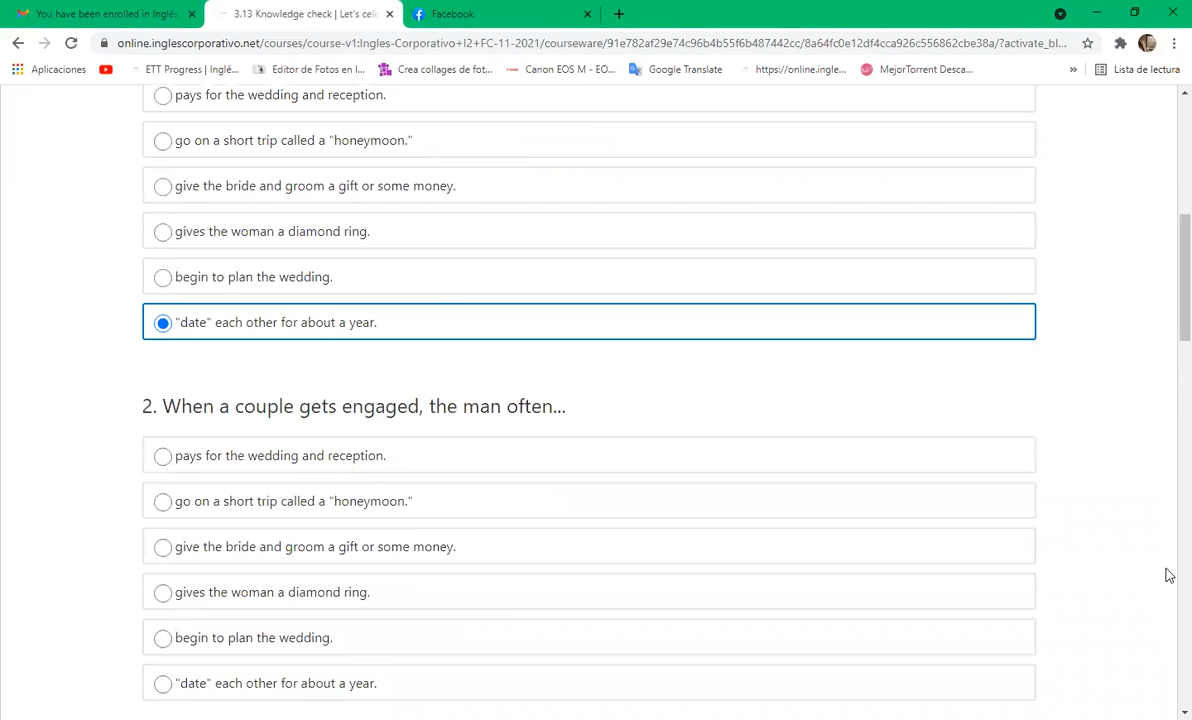 You have been enrolled in Inglés
3.13 Knowledge check | Let's cele
Facebook
online.inglescorporativo.net/courses/course-v1:Ingles-Corporativo+I2+FC-11-2021/courseware/91e782af29e74c96b4b55f6b487442cc/8a64fc0e12df4cca926c556862cbe38a/?activate_bl...
Aplicaciones
ETT Progress | Inglé...
Editor de Fotos en l...
Crea collages de fot...
Canon EOS M - EO...
Google Translate
https://online.ingle...
MejorTorrent Desca...
»
Lista de lectura
pays for the wedding and reception.
go on a short trip called a "honeymoon."
give the bride and groom a gift or some money.
gives the woman a diamond ring.
begin to plan the wedding.
"date" each other for about a year.
2. When a couple gets engaged, the man often...
pays for the wedding and reception.
go on a short trip called a "honeymoon."
give the bride and groom a gift or some money.
gives the woman a diamond ring.
begin to plan the wedding.
"date" each other for about a year.